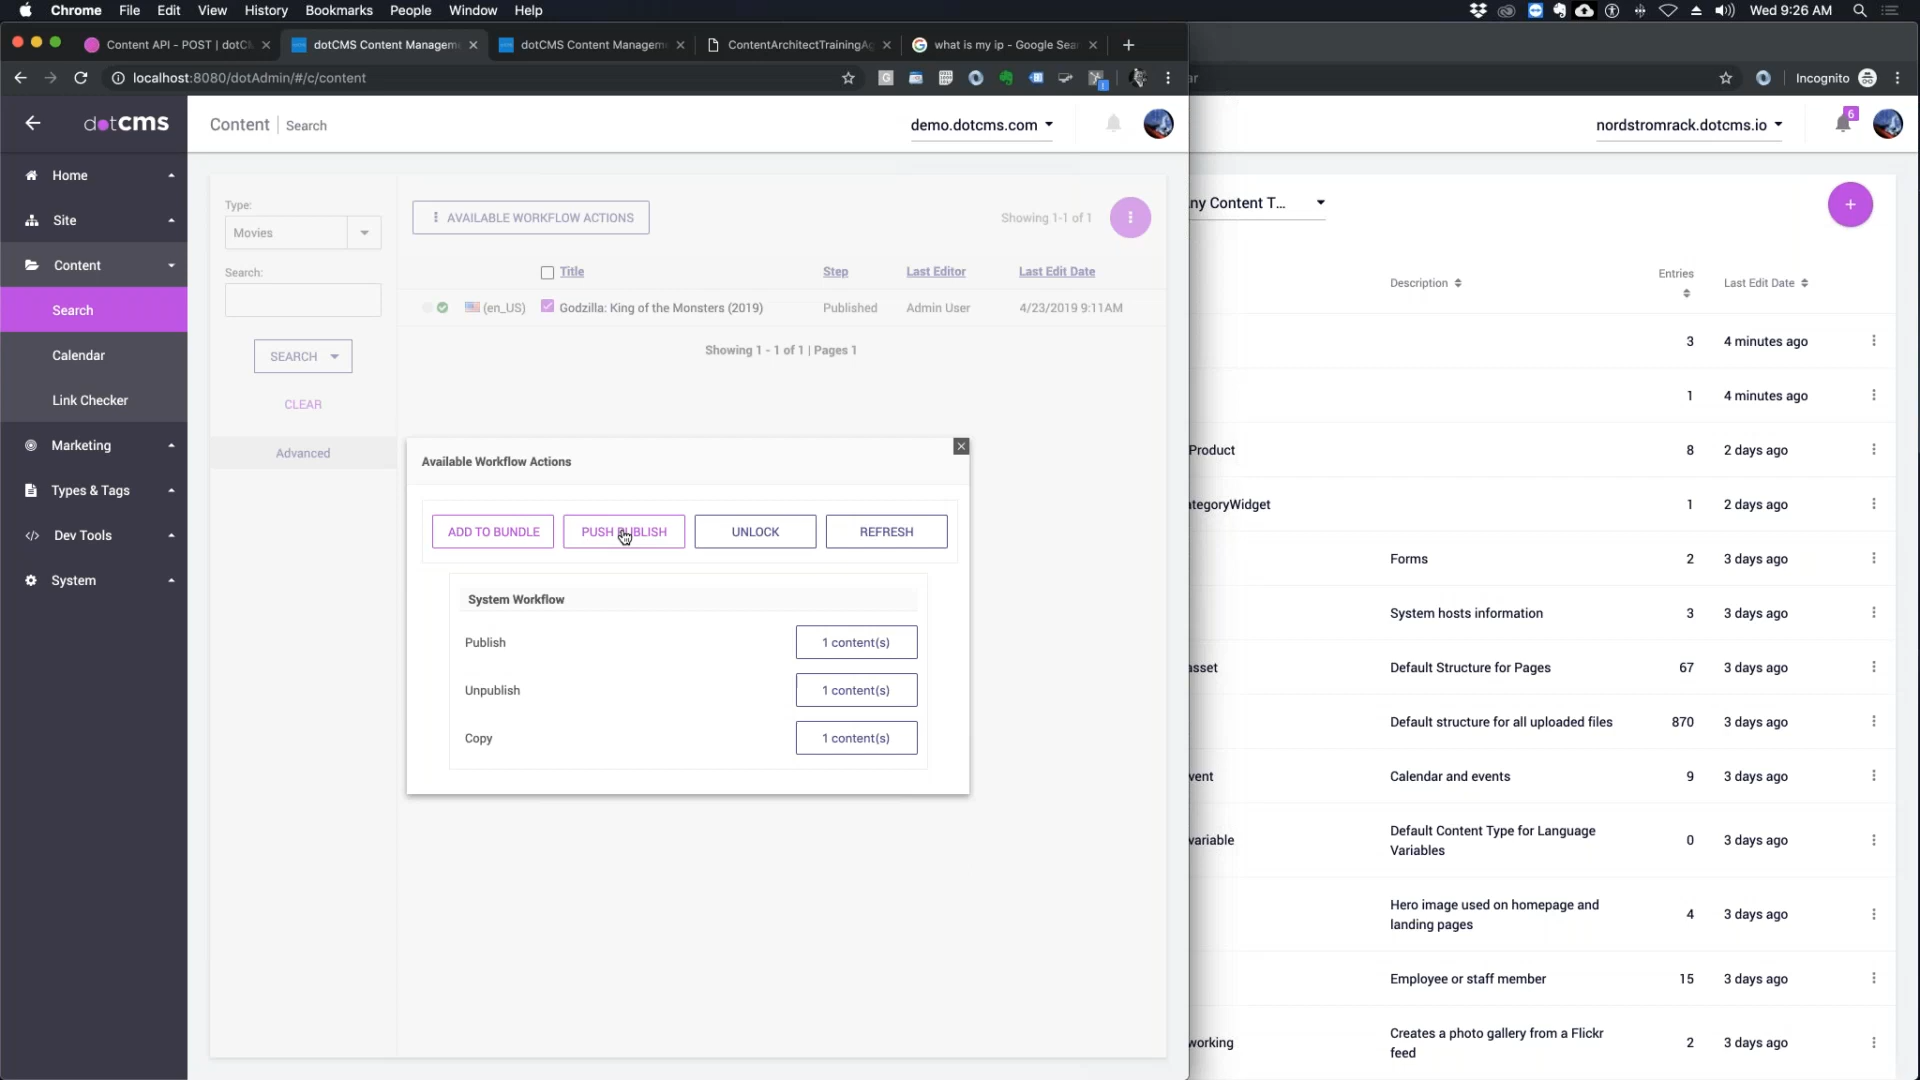 Chrome File Edit View History Bookmarks People Window Help Wed 9:26 AM
Content API - POST | dotC dotCMS Content Managem dotCMS Content Managem ContentArchitectTrainingA what is my ip - Google Sea
localhost:8080/dotAdmin/#/c/content
ar
Incognito
dotCMS
Content | Search
demo.dotcms.com
nordstromrack.dotcms.io
6
Home
Site
Content
Search
Calendar
Link Checker
Marketing
Types & Tags
Dev Tools
System
Type:
Movies
Search:
SEARCH
CLEAR
Advanced
AVAILABLE WORKFLOW ACTIONS
Showing 1-1 of 1
Title Step Last Editor Last Edit Date
(en_US) Godzilla: King of the Monsters (2019) Published Admin User 4/23/2019 9:11AM
Showing 1 - 1 of 1 | Pages 1
Available Workflow Actions
ADD TO BUNDLE PUSH PUBLISH UNLOCK REFRESH
System Workflow
Publish 1 content(s)
Unpublish 1 content(s)
Copy 1 content(s)
ny Content T...
Description Entries Last Edit Date
3 4 minutes ago
1 4 minutes ago
Product 8 2 days ago
ategoryWidget 1 2 days ago
Forms 2 3 days ago
System hosts information 3 3 days ago
asset Default Structure for Pages 67 3 days ago
Default structure for all uploaded files 870 3 days ago
vent Calendar and events 9 3 days ago
variable Default Content Type for Language
Variables 0 3 days ago
Hero image used on homepage and
landing pages 4 3 days ago
Employee or staff member 15 3 days ago
working Creates a photo gallery from a Flickr
feed 2 3 days ago